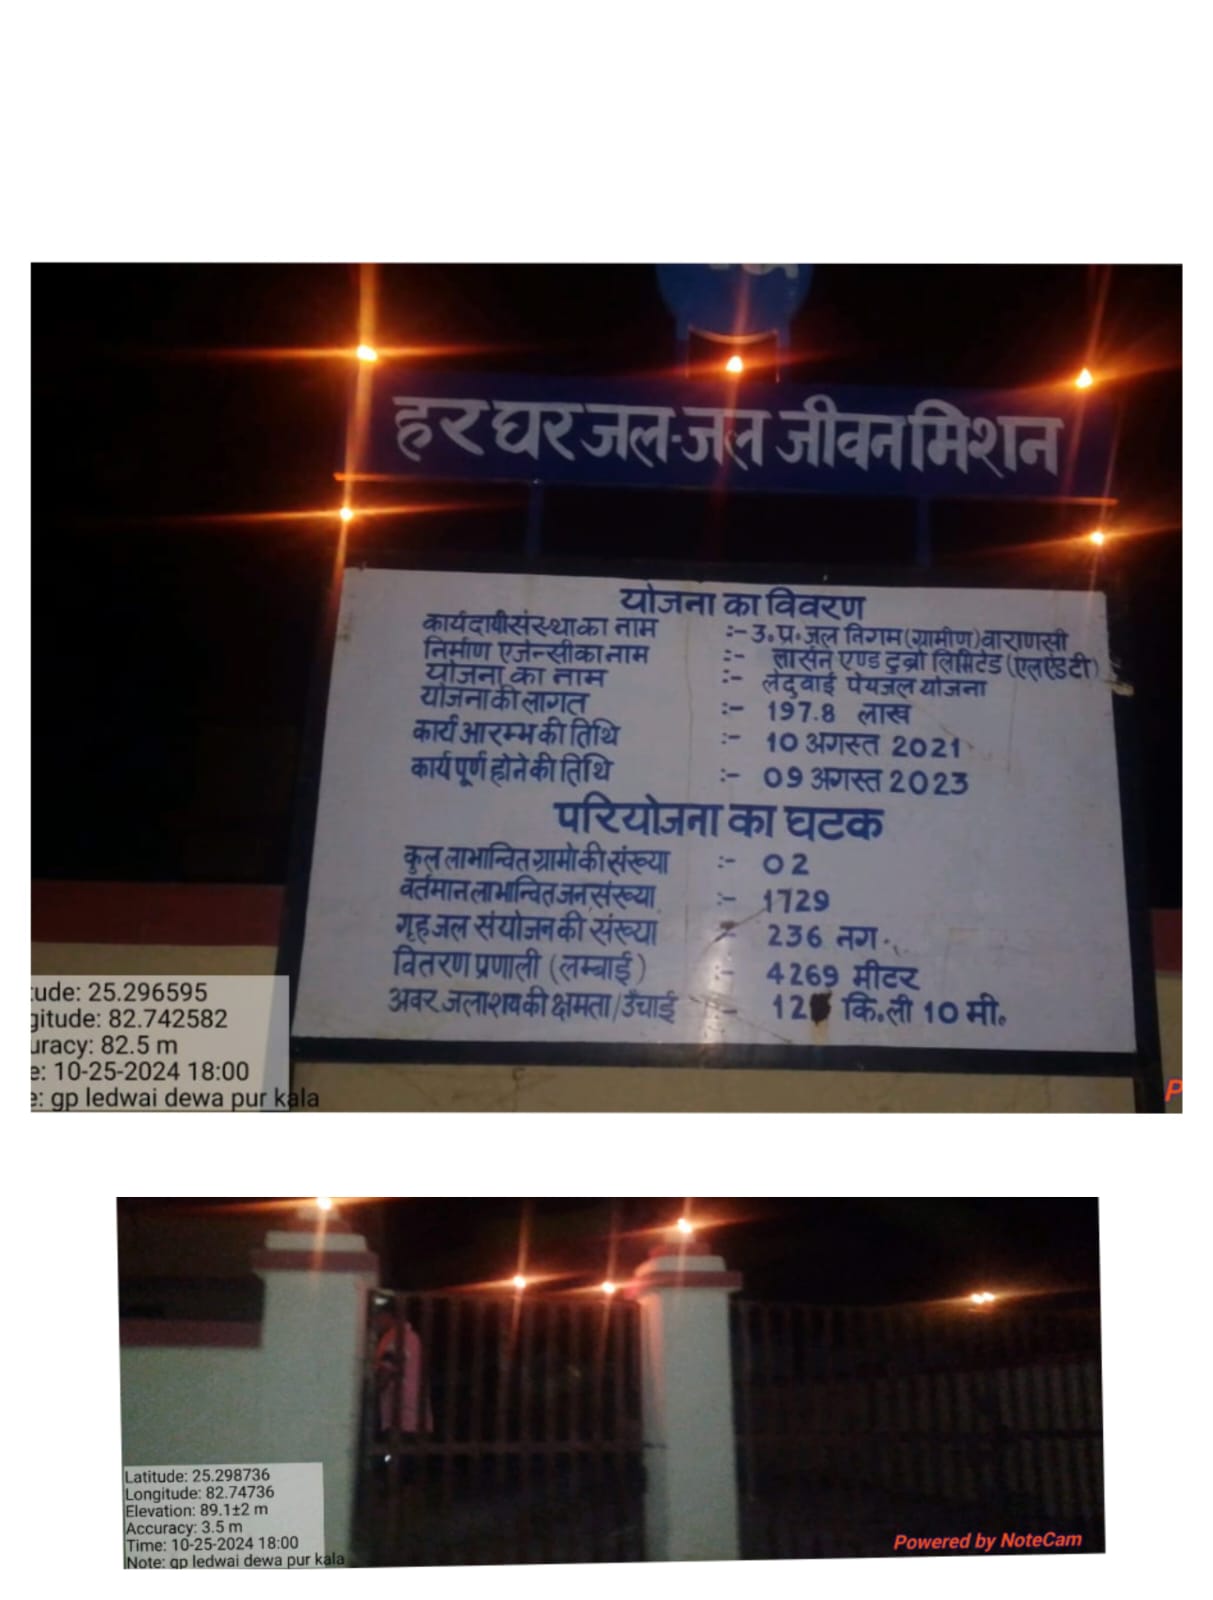 हर घर जल-जल जीवन मिशन
योजना का विवरण
कार्यदायी संस्था का नाम :- उ.प्र. जल निगम (ग्रामीण) वाराणसी
निर्माण एजेन्सी का नाम :- लार्सन एण्ड टुब्रो लिमिटेड (एलएंडटी)
योजना का नाम :- लेदुवाई पेयजल योजना
योजना की लागत :- 197.8 लाख
कार्य आरम्भ की तिथि :- 10 अगस्त 2021
कार्य पूर्ण होने की तिथि :- 09 अगस्त 2023
परियोजना का घटक
कुल लाभान्वित ग्रामो की संख्या :- 02
वर्तमान लाभान्वित जनसंख्या :- 1729
गृह जल संयोजन की संख्या 236 नग
वितरण प्रणाली (लम्बाई) :- 4269 मीटर
अवर जलाशय की क्षमता/उँचाई :- कि.ली 10 मी.
tude: 25.296595
gitude: 82.742582
uracy: 82.5 m
e: 10-25-2024 18:00
e: gp ledwai dewa pur kala
P
Latitude: 25.298736
Longitude: 82.74736
Elevation: 89.1±2 m
Accuracy: 3.5 m
Time: 10-25-2024 18:00
Note: gp ledwai dewa pur kala
Powered by NoteCam